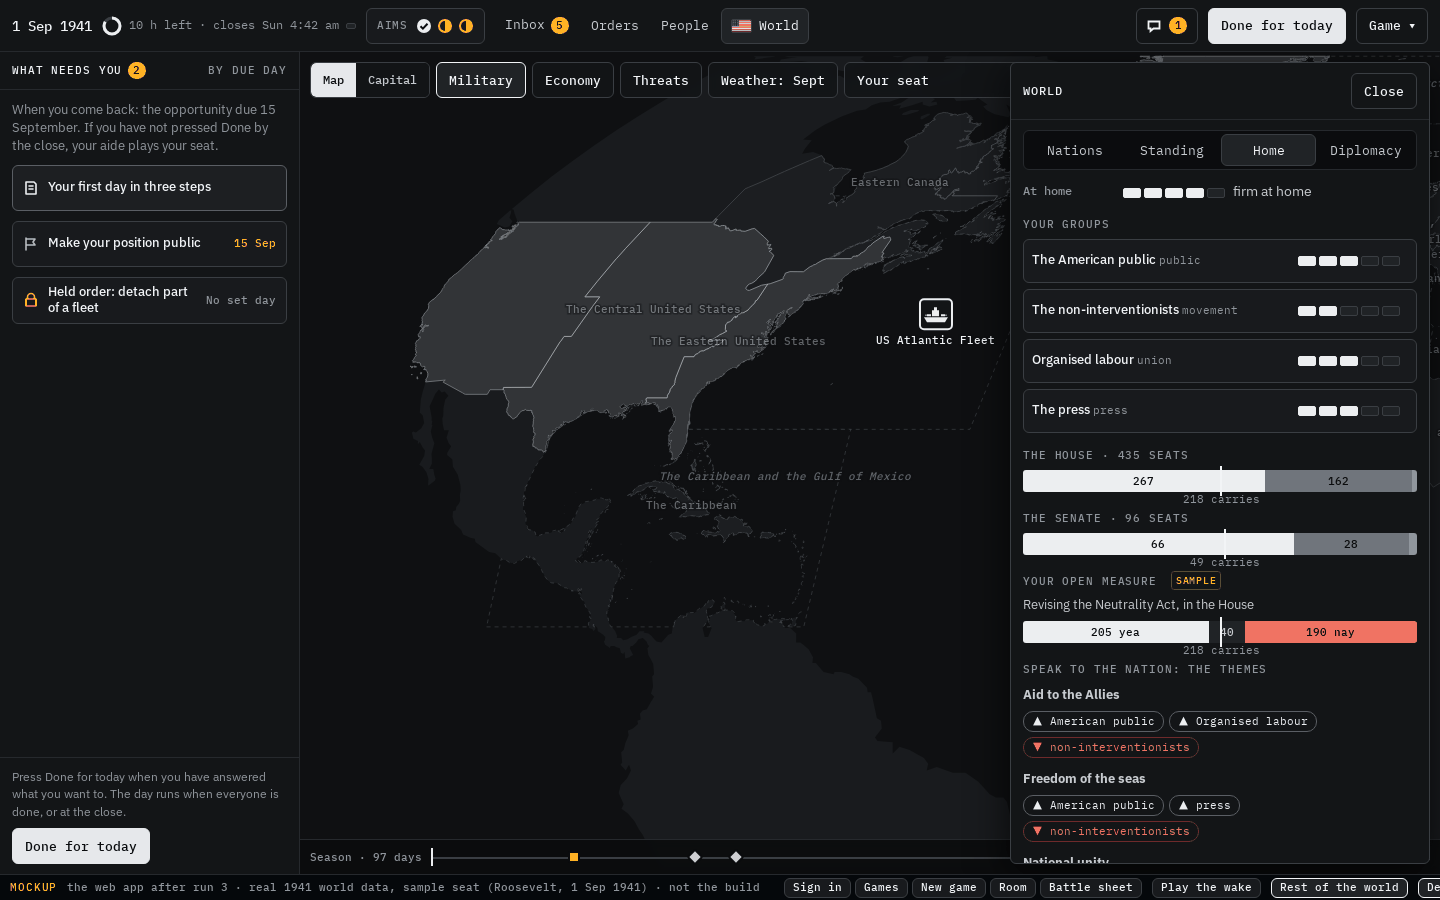 1 Sep 1941
10 h left · closes Sun 4:42 am
AIMS
Inbox 5
Orders
People
World
1
Done for today
Game ▾
WHAT NEEDS YOU 2
BY DUE DAY
When you come back: the opportunity due 15
September. If you have not pressed Done by
the close, your aide plays your seat.
Your first day in three steps
Make your position public
15 Sep
Held order: detach part
of a fleet
No set day
Press Done for today when you have answered
what you want to. The day runs when everyone is
done, or at the close.
Done for today
Map
Capital
Military
Economy
Threats
Weather: Sept
Your seat
Eastern Canada
The Central United States
The Eastern United States
US Atlantic Fleet
The Caribbean and the Gulf of Mexico
The Caribbean
Season · 97 days
WORLD
Close
Nations
Standing
Home
Diplomacy
At home
firm at home
YOUR GROUPS
The American public public
The non-interventionists movement
Organised labour union
The press press
THE HOUSE · 435 SEATS
267
162
218 carries
THE SENATE · 96 SEATS
66
28
49 carries
YOUR OPEN MEASURE SAMPLE
Revising the Neutrality Act, in the House
205 yea
40
190 nay
218 carries
SPEAK TO THE NATION: THE THEMES
Aid to the Allies
▲ American public
▲ Organised labour
▼ non-interventionists
Freedom of the seas
▲ American public
▲ press
▼ non-interventionists
National unity
MOCKUP the web app after run 3 · real 1941 world data, sample seat (Roosevelt, 1 Sep 1941) · not the build
Sign in
Games
New game
Room
Battle sheet
Play the wake
Rest of the world
De